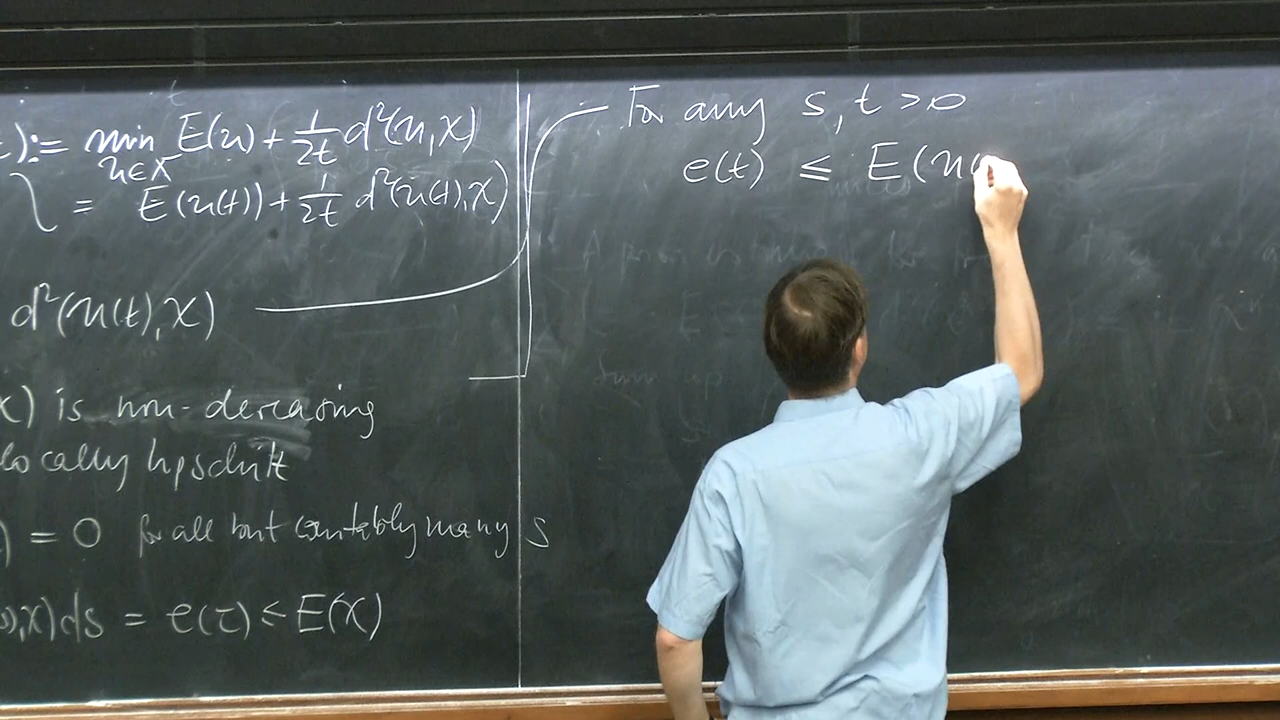 t):= min E(u) + 1/2t d²(u,χ)
u∈X
= E(u(t)) + 1/2t d²(u(t),χ)
d²(u(t),χ)
χ) is non-decreasing
locally lipschitz
) = 0 for all but countably many s
s),χ)ds = e(τ) ≤ E(χ)
For any s,t >0
e(t) ≤ E(u(